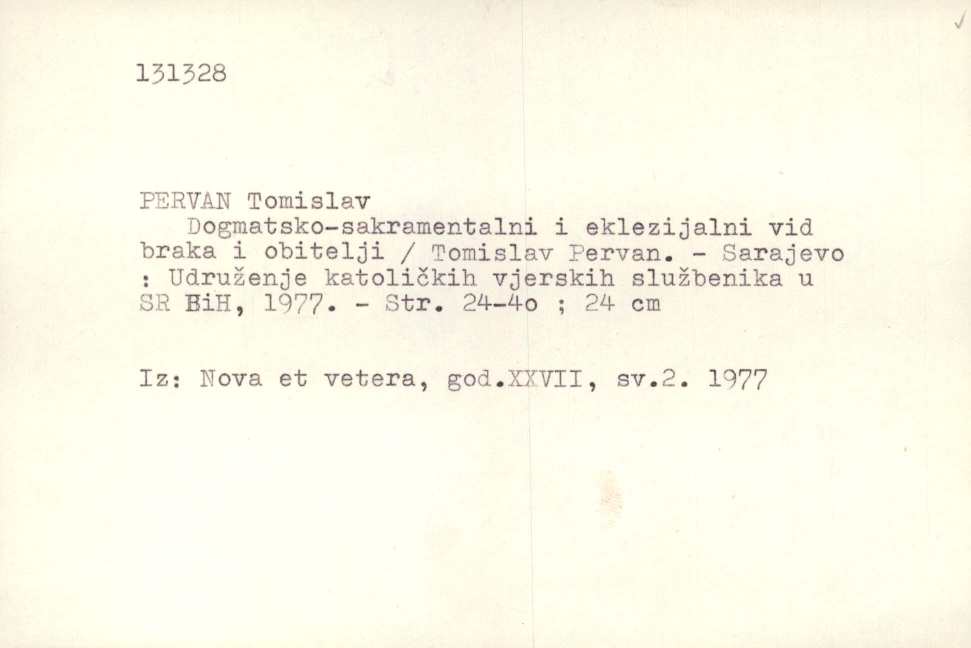 131328
PERVAN Tomislav
Dogmatsko-sakramentalni i eklezijalni vid
braka i obitelji / Tomislav Pervan. - Sarajevo
: Udruženje katoličkih vjerskih službenika u
SR BiH, 1977. - Str. 24-4o ; 24 cm
Iz: Nova et vetera, god.XXVII, sv.2. 1977